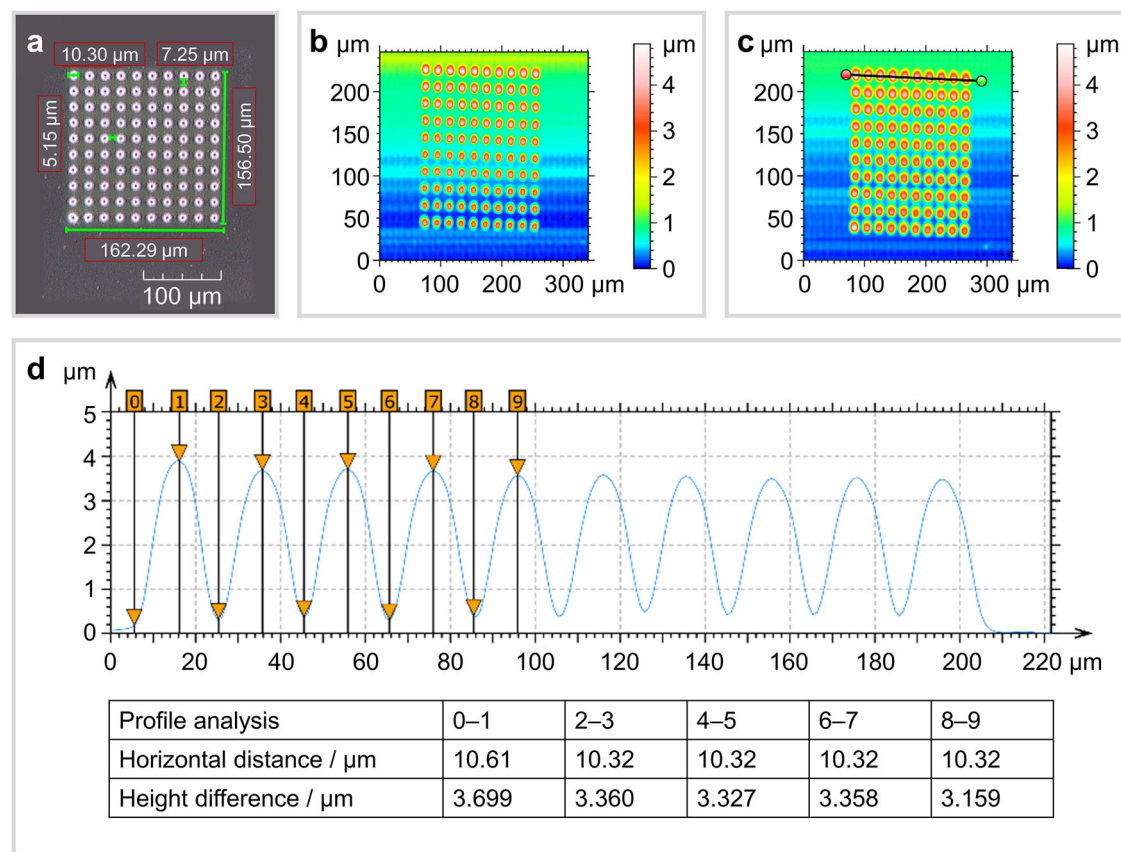 a
10.30 µm
7.25 µm
5.15 µm
156.50 µm
162.29 µm
100 µm
b
µm
µm
200
150
100
50
0
0
100
200
300 µm
4
3
2
1
0
c
µm
µm
200
150
100
50
0
0
100
200
300 µm
4
3
2
1
0
d
µm
0 1 2 3 4 5 6 7 8 9
5
4
3
2
1
0
0 20 40 60 80 100 120 140 160 180 200 220 µm
Profile analysis 0–1 2–3 4–5 6–7 8–9
Horizontal distance / µm 10.61 10.32 10.32 10.32 10.32
Height difference / µm 3.699 3.360 3.327 3.358 3.159